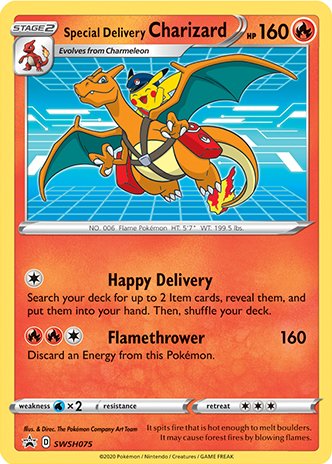 STAGE2 Special Delivery Charizard HP 160
Evolves from Charmeleon
NO. 006 Flame Pokémon HT: 5'7" WT: 199.5 lbs.
Happy Delivery
Search your deck for up to 2 Item cards, reveal them, and
put them into your hand. Then, shuffle your deck.
Flamethrower 160
Discard an Energy from this Pokémon.
weakness ×2 resistance retreat
Illus. & Direc. The Pokémon Company Art Team
It spits fire that is hot enough to melt boulders.
It may cause forest fires by blowing flames.
D SWSH075
©2020 Pokémon / Nintendo / Creatures / GAME FREAK